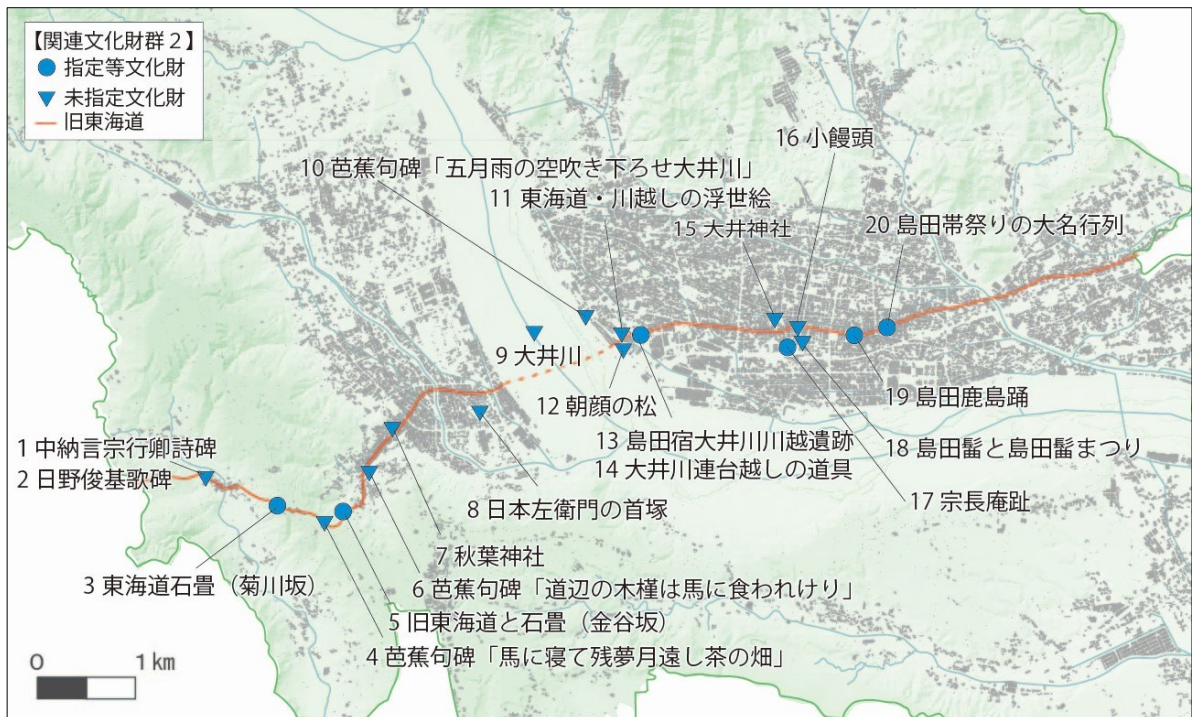 【関連文化財群２】
指定等文化財
未指定文化財
旧東海道
16 小饅頭
10 芭蕉句碑「五月雨の空吹き下ろせ大井川」
11 東海道・川越しの浮世絵
15 大井神社
20 島田帯祭りの大名行列
9 大井川
12 朝顔の松
19 島田鹿島踊
1 中納言宗行卿詩碑
13 島田宿大井川川越遺跡
18 島田髷と島田髷まつり
2 日野俊基歌碑
14 大井川連台越しの道具
8 日本左衛門の首塚
17 宗長庵趾
7 秋葉神社
3 東海道石畳（菊川坂）
6 芭蕉句碑「道辺の木槿は馬に食われけり」
5 旧東海道と石畳（金谷坂）
4 芭蕉句碑「馬に寝て残夢月遠し茶の畑」
0 1 km